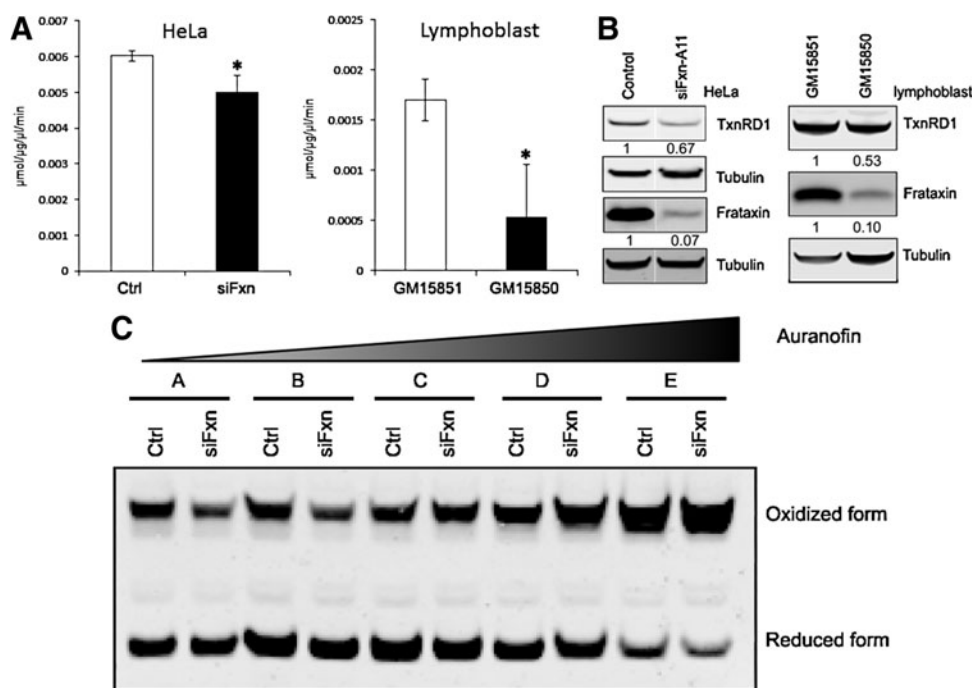 A
HeLa
µmol/µg/µl/min
0.007
0.006
0.005
0.004
0.003
0.002
0.001
0
*
Ctrl
siFxn
Lymphoblast
µmol/µg/µl/min
0.0025
0.002
0.0015
0.001
0.0005
0
*
GM15851
GM15850
B
Control
siFxn-A11
HeLa
TxnRD1
1 0.67
Tubulin
Frataxin
1 0.07
Tubulin
GM15851
GM15850
lymphoblast
TxnRD1
1 0.53
Frataxin
1 0.10
Tubulin
C
Auranofin
A B C D E
Ctrl siFxn Ctrl siFxn Ctrl siFxn Ctrl siFxn Ctrl siFxn
Oxidized form
Reduced form